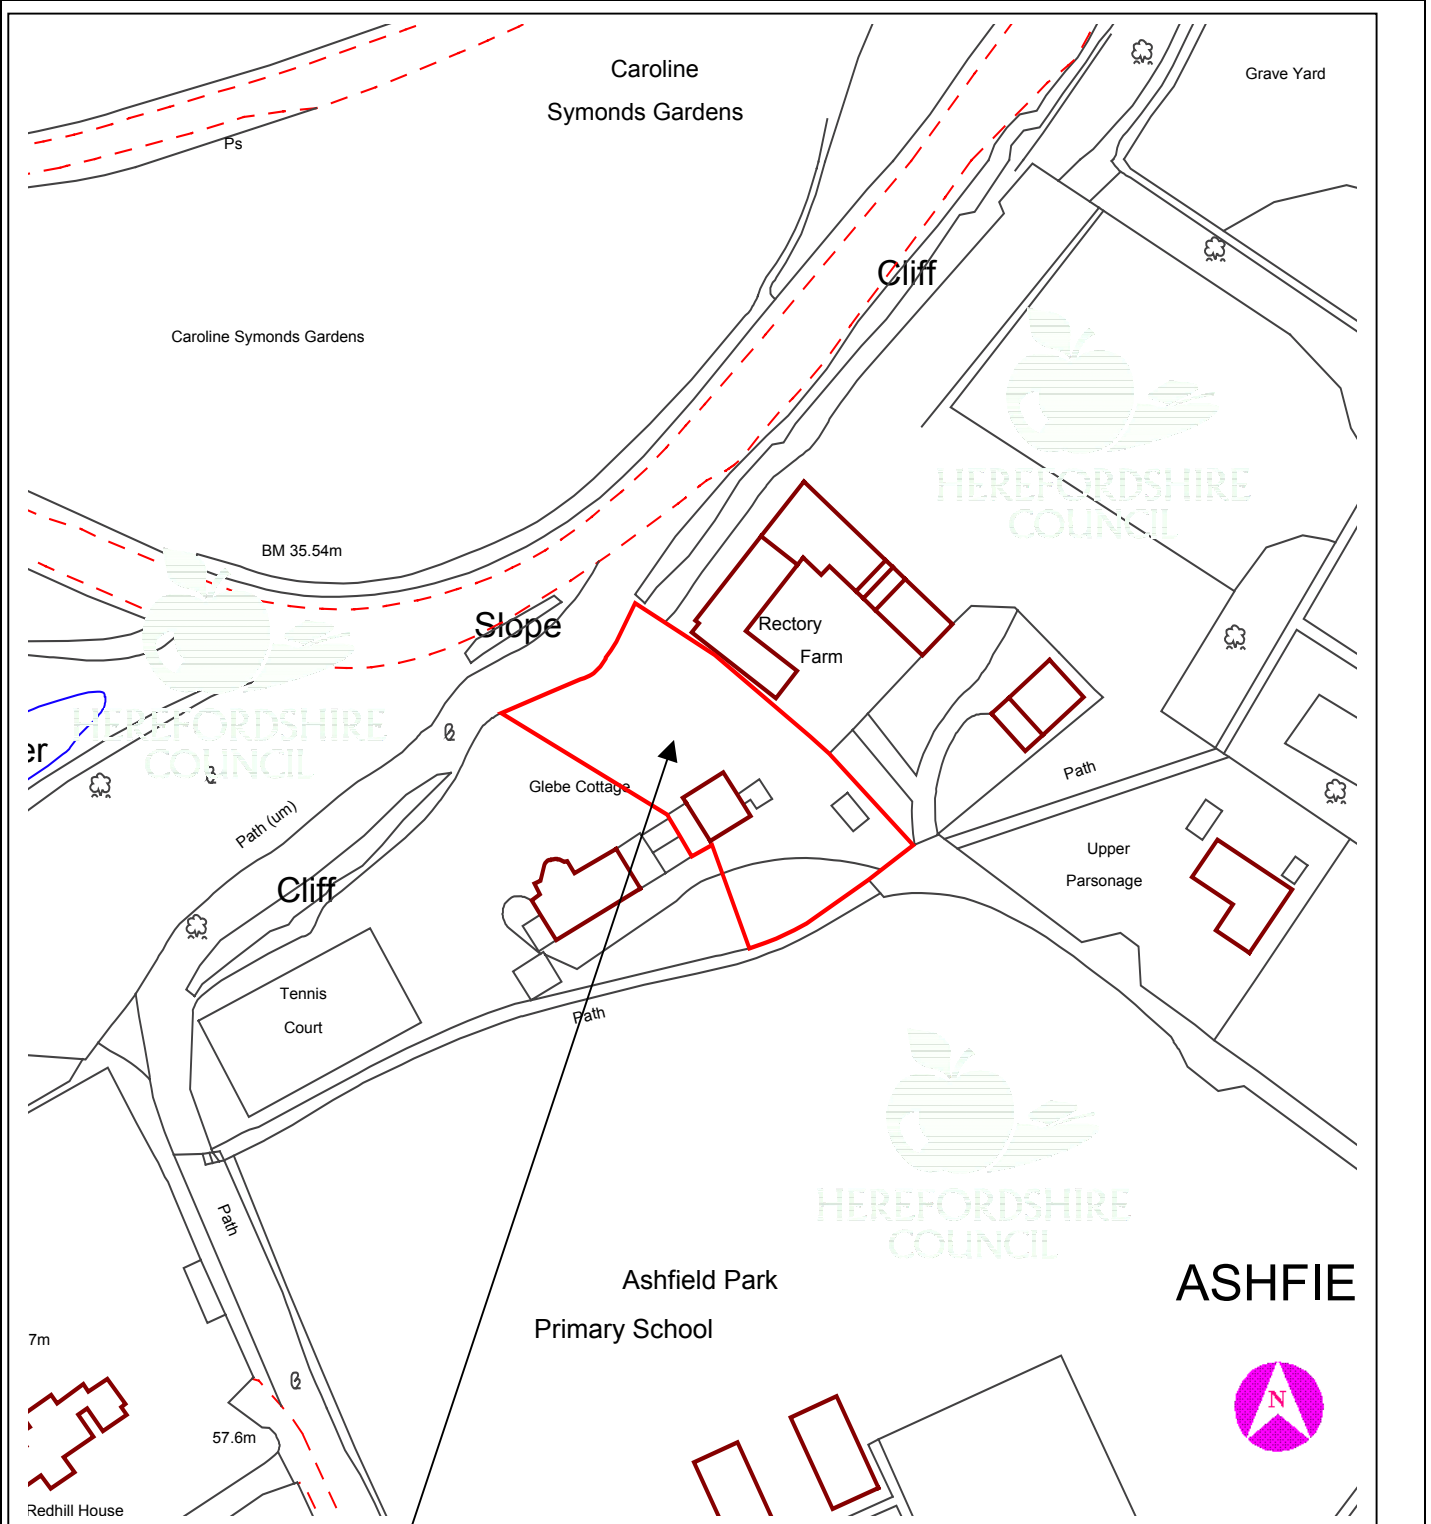 Caroline
Symonds Gardens
Grave Yard
Ps
Cliff
Caroline Symonds Gardens
HEREFORDSHIRE
COUNCIL
BM 35.54m
Slope
Rectory
Farm
HEREFORDSHIRE
COUNCIL
er
Glebe Cottage
Path
Path (um)
Upper
Parsonage
Cliff
Tennis
Court
Path
HEREFORDSHIRE
COUNCIL
Path
Ashfield Park
Primary School
ASHFIE
7m
N
57.6m
Redhill House